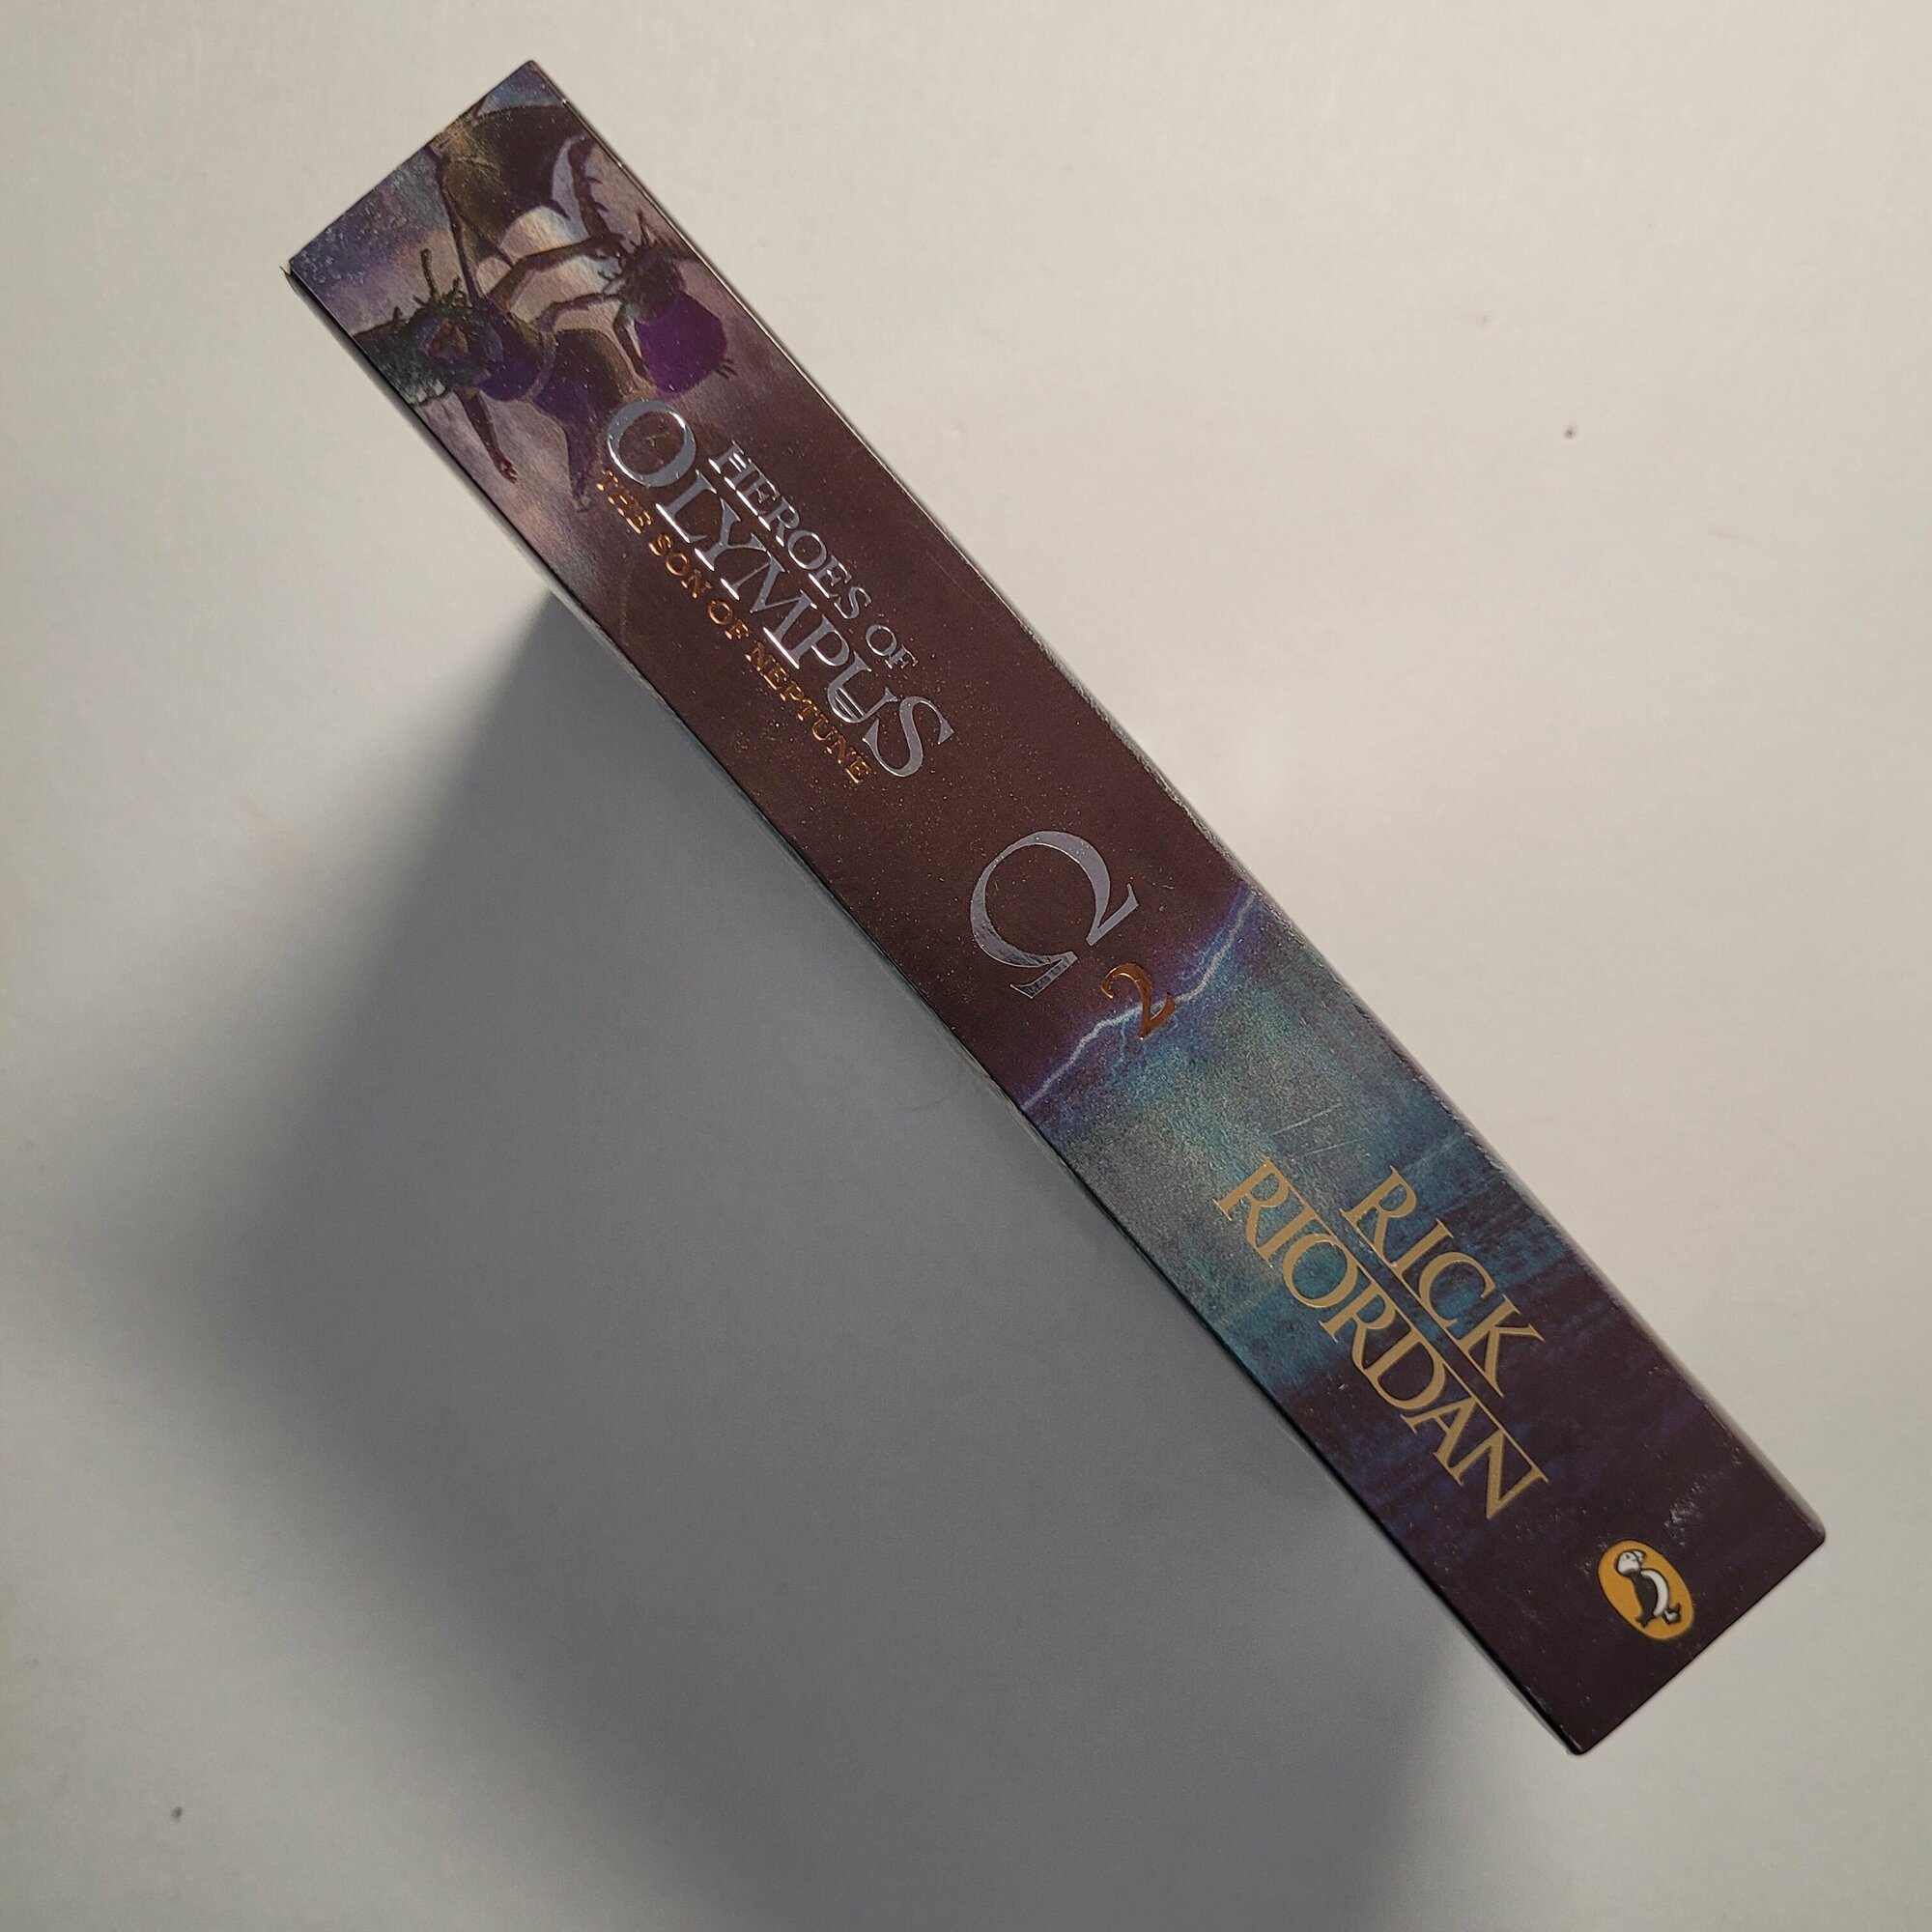 HEROES OF
OLYMPUS
THE SON OF NEPTUNE
Ω
2
RICK
RIORDAN